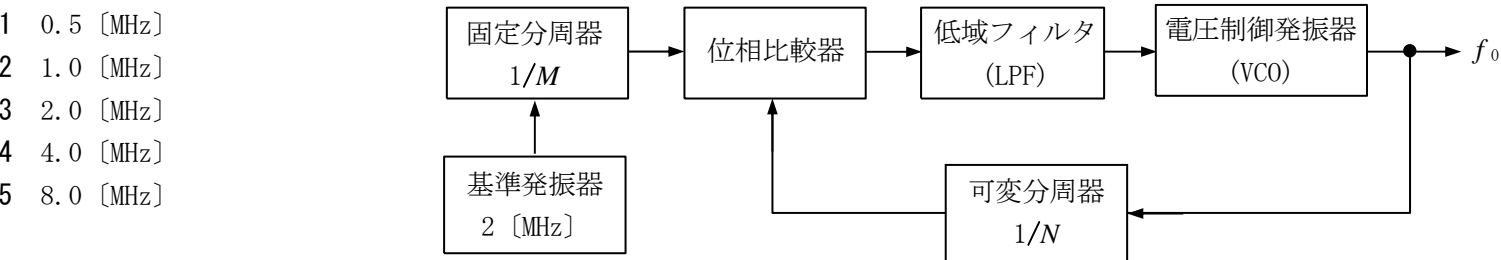 1 0.5〔MHz〕
2 1.0〔MHz〕
3 2.0〔MHz〕
4 4.0〔MHz〕
5 8.0〔MHz〕
固定分周器
1/M
位相比較器
低域フィルタ
(LPF)
電圧制御発振器
(VCO)
f0
基準発振器
2〔MHz〕
可変分周器
1/N